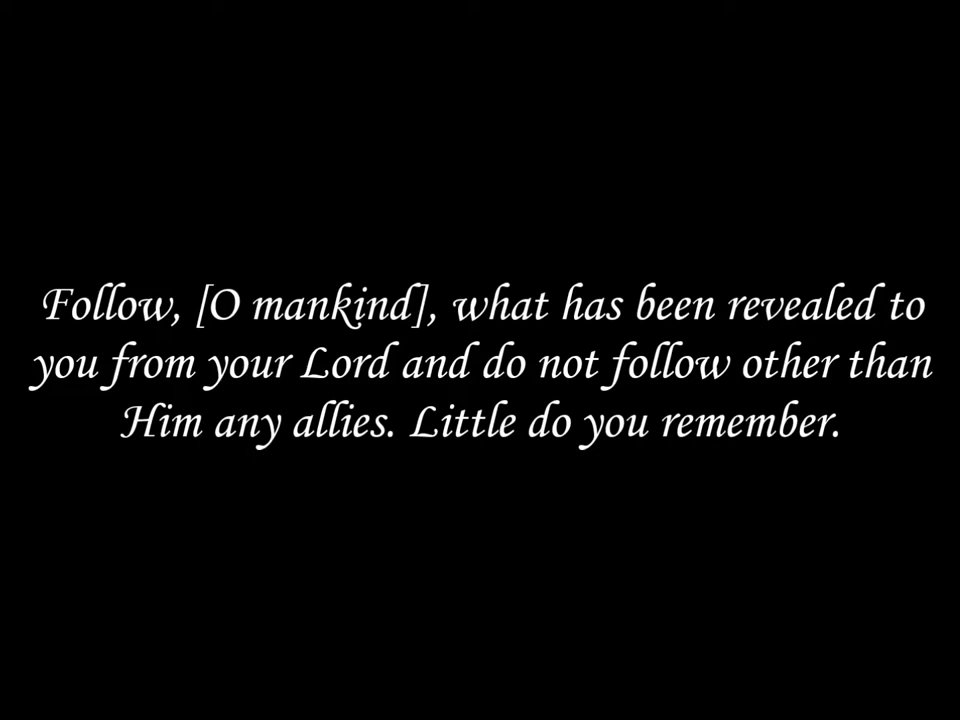 Follow, [O mankind], what has been revealed to
you from your Lord and do not follow other than
Him any allies. Little do you remember.